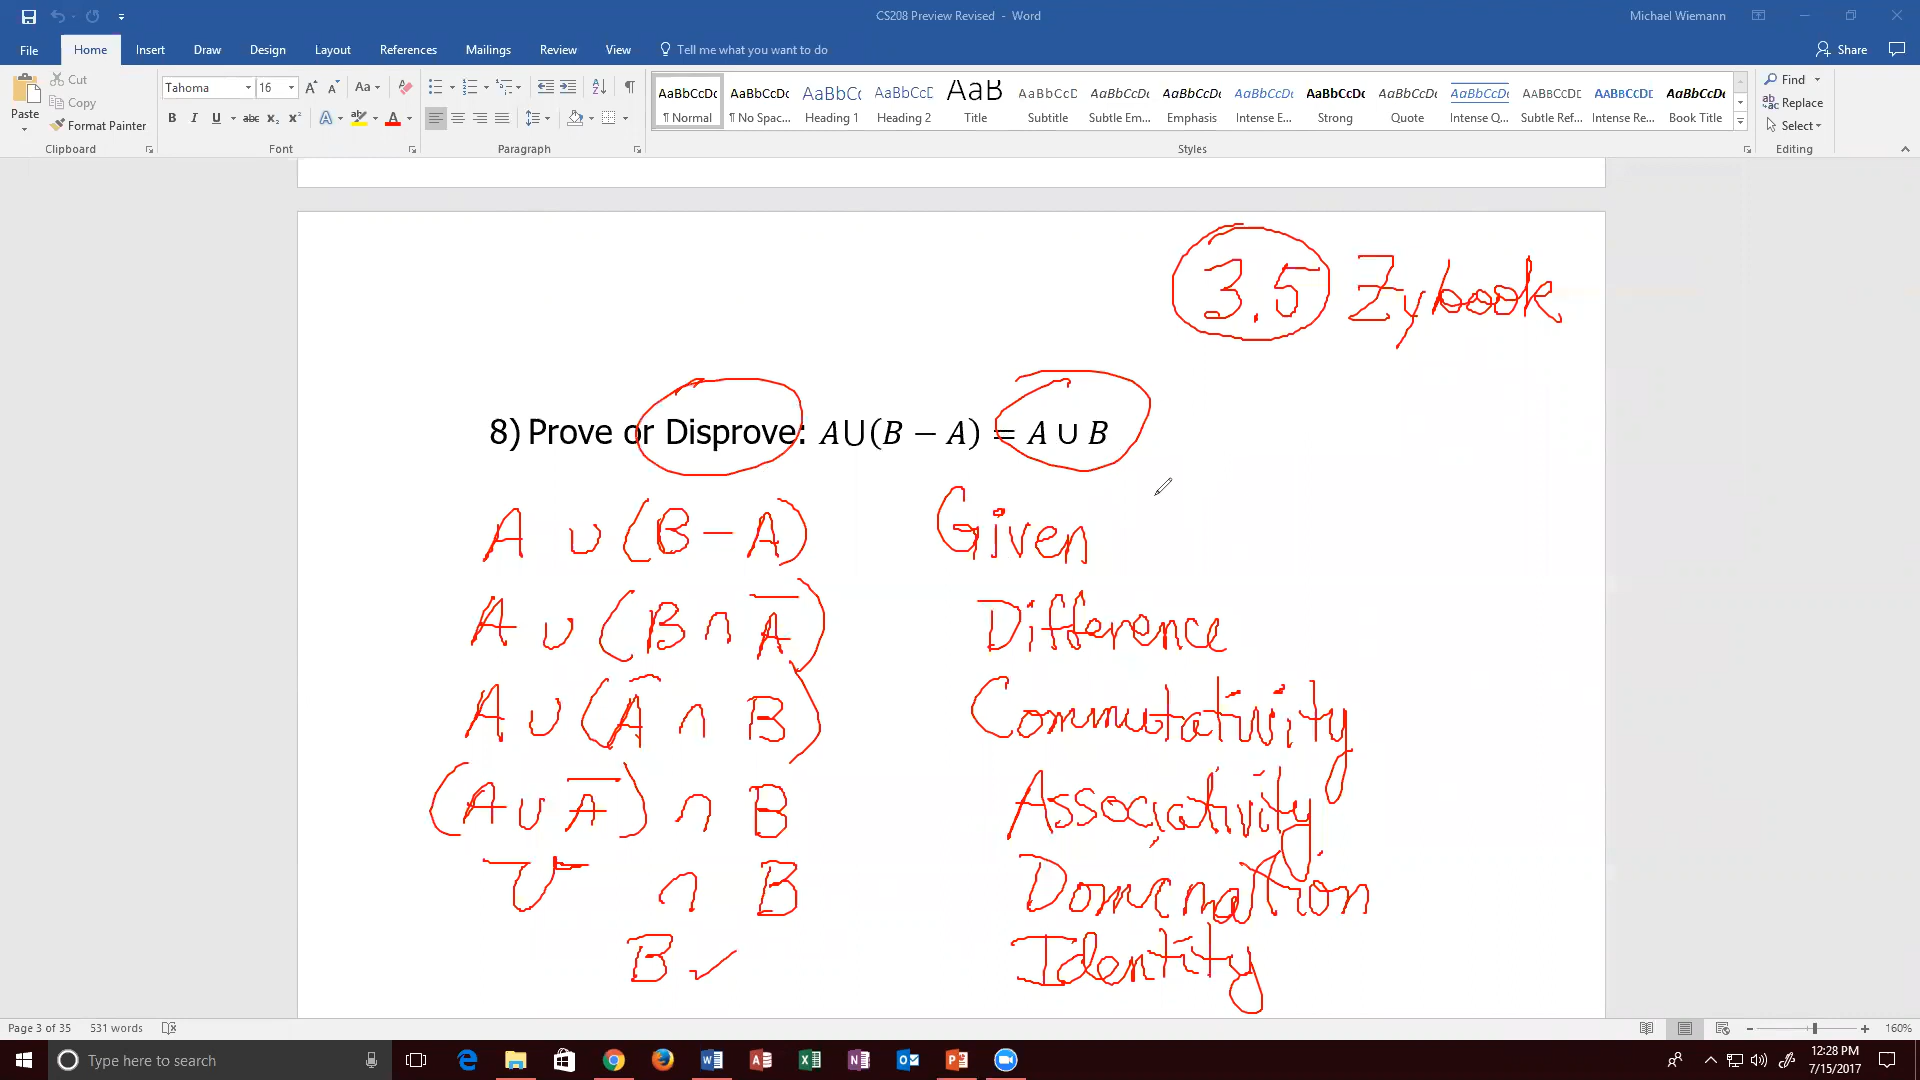 CS208 Preview Revised - Word
Michael Wiemann
File Home Insert Draw Design Layout References Mailings Review View Tell me what you want to do Share
Paste Cut Copy Format Painter Clipboard
Tahoma 16 Font
Paragraph
AaBbCcDc AaBbCcDc AaBbCc AaBbCcD AaB AaBbCcD AaBbCcDc AaBbCcDc AaBbCcDc AaBbCcDc AaBbCcDc AaBbCcDc AABBCCDC AABBCCDC AaBbCcDc
¶ Normal ¶ No Spac... Heading 1 Heading 2 Title Subtitle Subtle Em... Emphasis Intense E... Strong Quote Intense Q... Subtle Ref... Intense Re... Book Title
Styles
Find Replace Select Editing
3.5 Zybook
8) Prove or Disprove: A⋃(B − A) = A ∪ B
A ∪ (B − A) Given
A ∪ (B ∩ A̅) Difference
A ∪ (A̅ ∩ B) Commutativity
(A ∪ A̅) ∩ B Associativity
U ∩ B Domination
B ✓ Identity
Page 3 of 35 531 words 160%
Type here to search
12:28 PM
7/15/2017